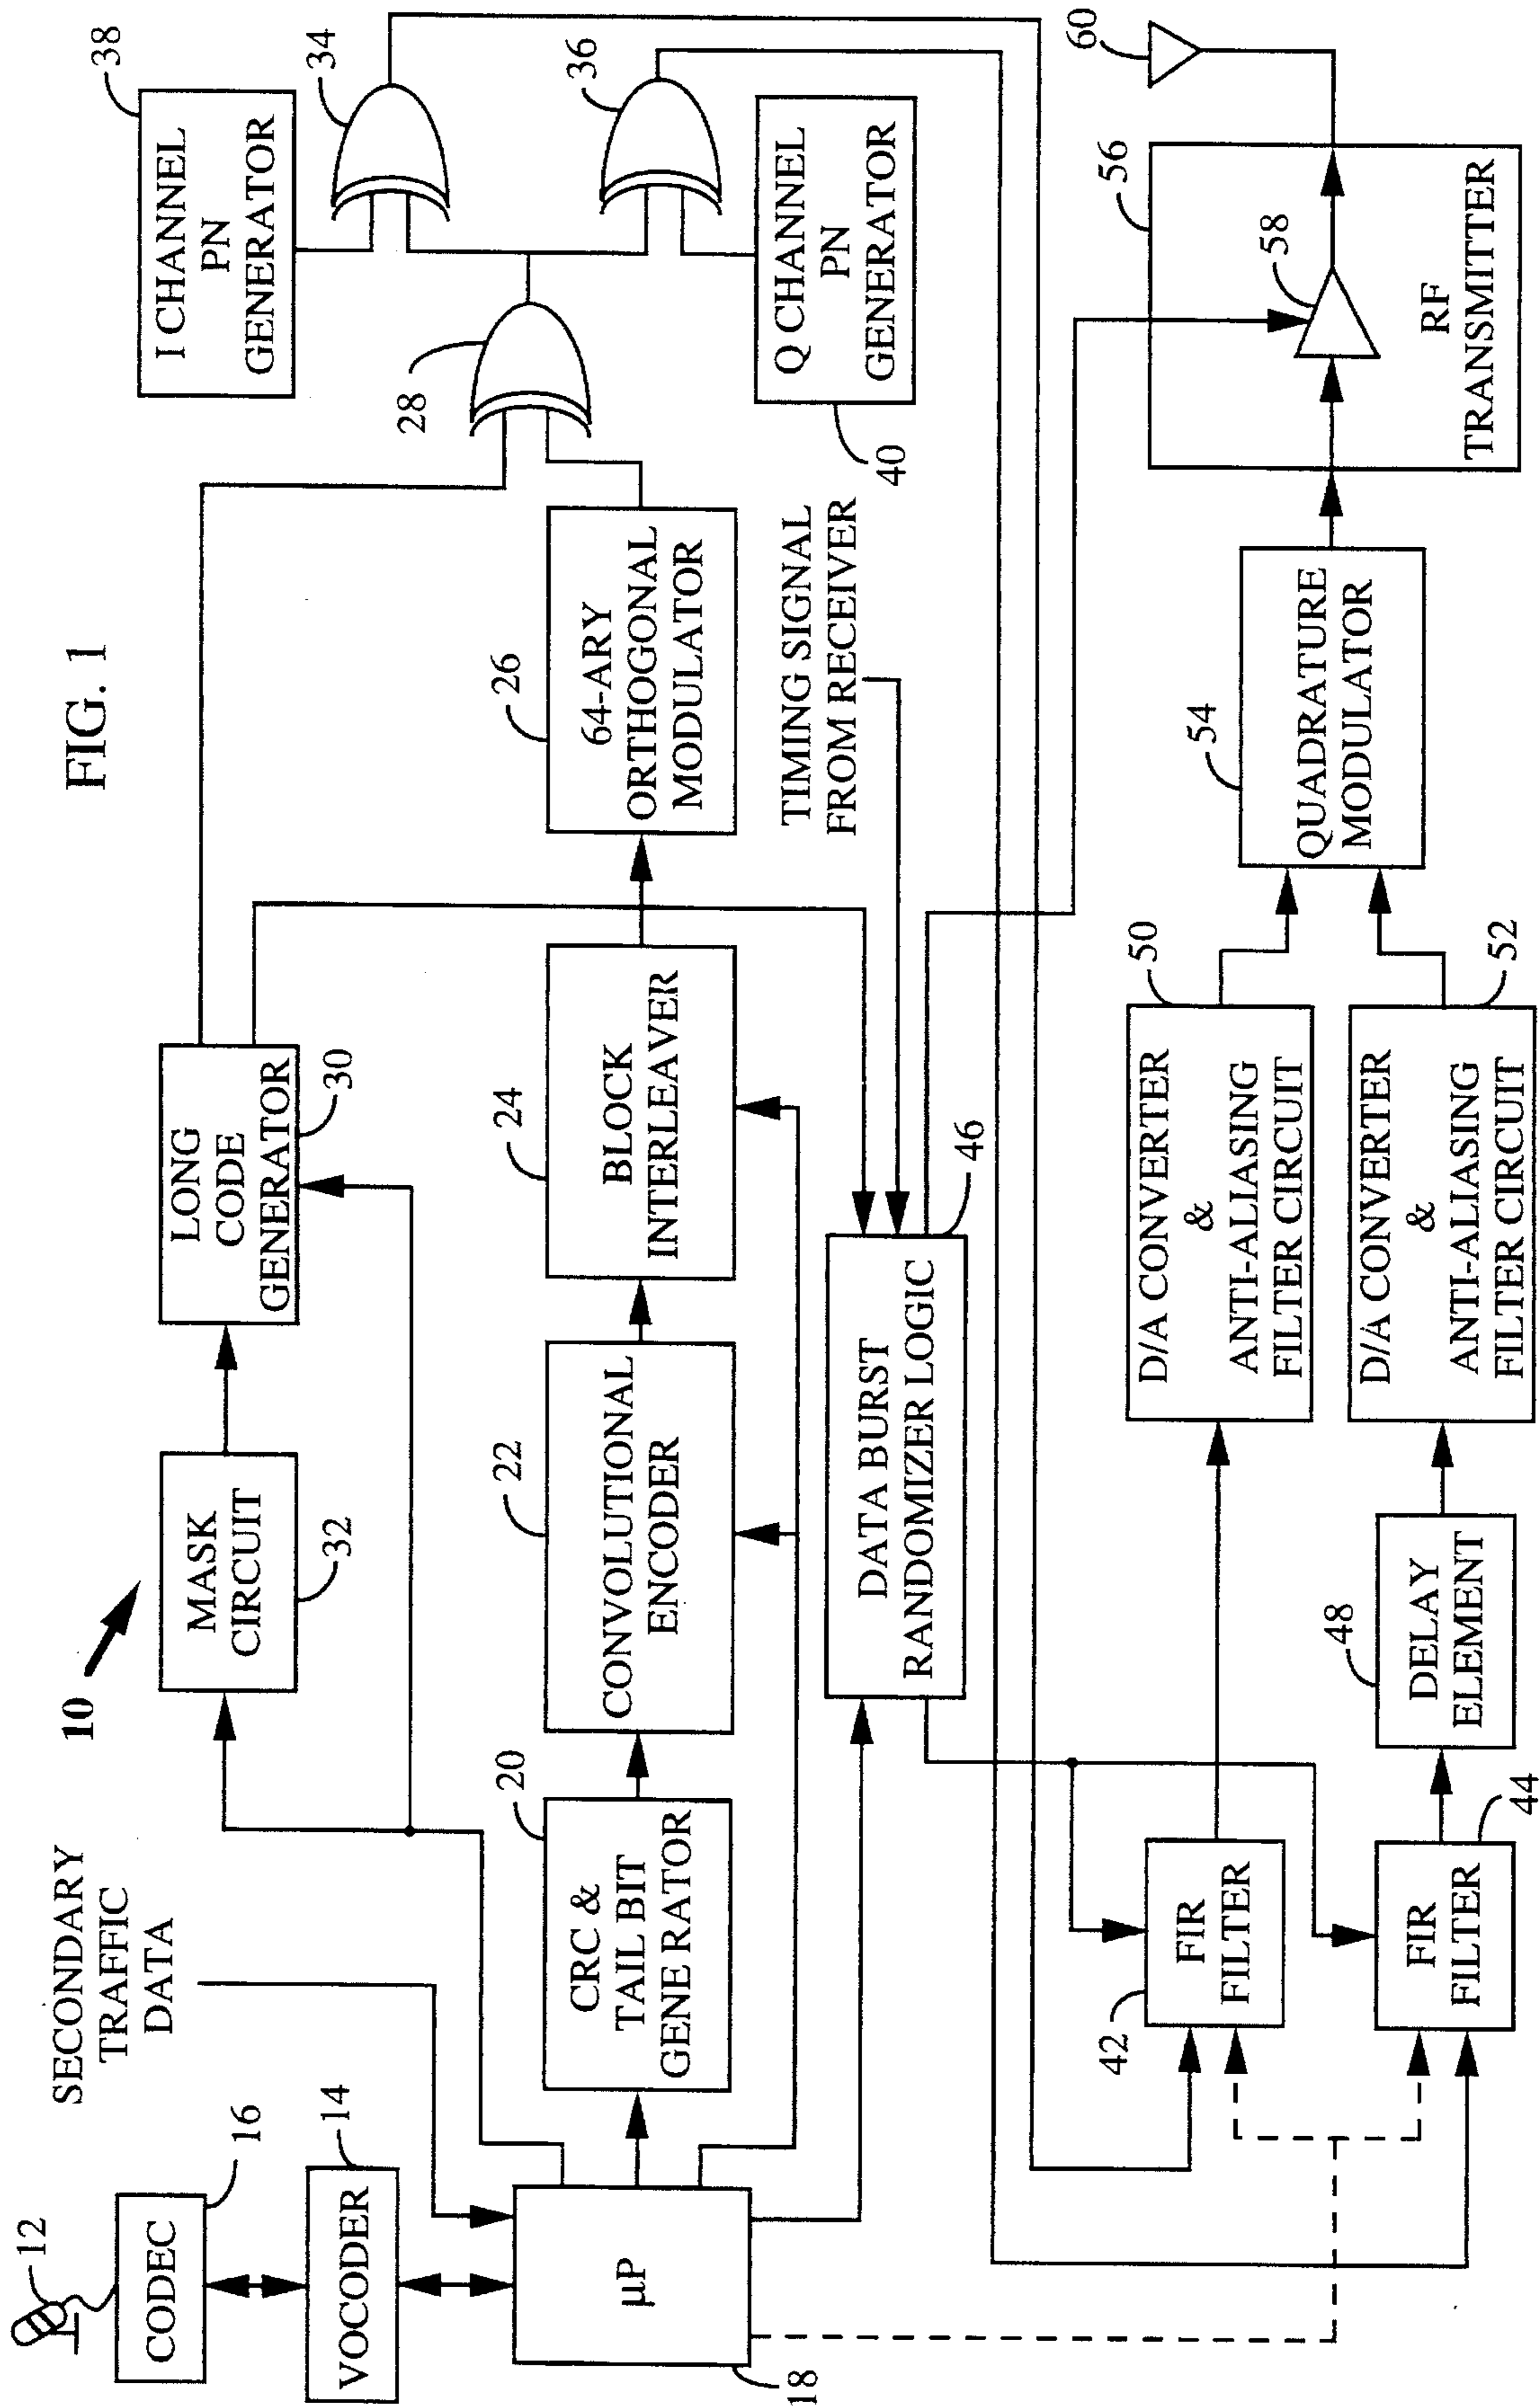 FIG. 1
10
12
CODEC
16
VOCODER
14
SECONDARY
TRAFFIC
DATA
µP
18
MASK
CIRCUIT
32
LONG
CODE
GENERATOR
30
CRC &
TAIL BIT
GENERATOR
20
CONVOLUTIONAL
ENCODER
22
BLOCK
INTERLEAVER
24
64-ARY
ORTHOGONAL
MODULATOR
26
28
I CHANNEL
PN
GENERATOR
38
34
36
Q CHANNEL
PN
GENERATOR
40
TIMING SIGNAL
FROM RECEIVER
DATA BURST
RANDOMIZER LOGIC
46
FIR
FILTER
42
FIR
FILTER
44
DELAY
ELEMENT
48
D/A CONVERTER
&
ANTI-ALIASING
FILTER CIRCUIT
50
D/A CONVERTER
&
ANTI-ALIASING
FILTER CIRCUIT
52
QUADRATURE
MODULATOR
54
RF
TRANSMITTER
56
58
60